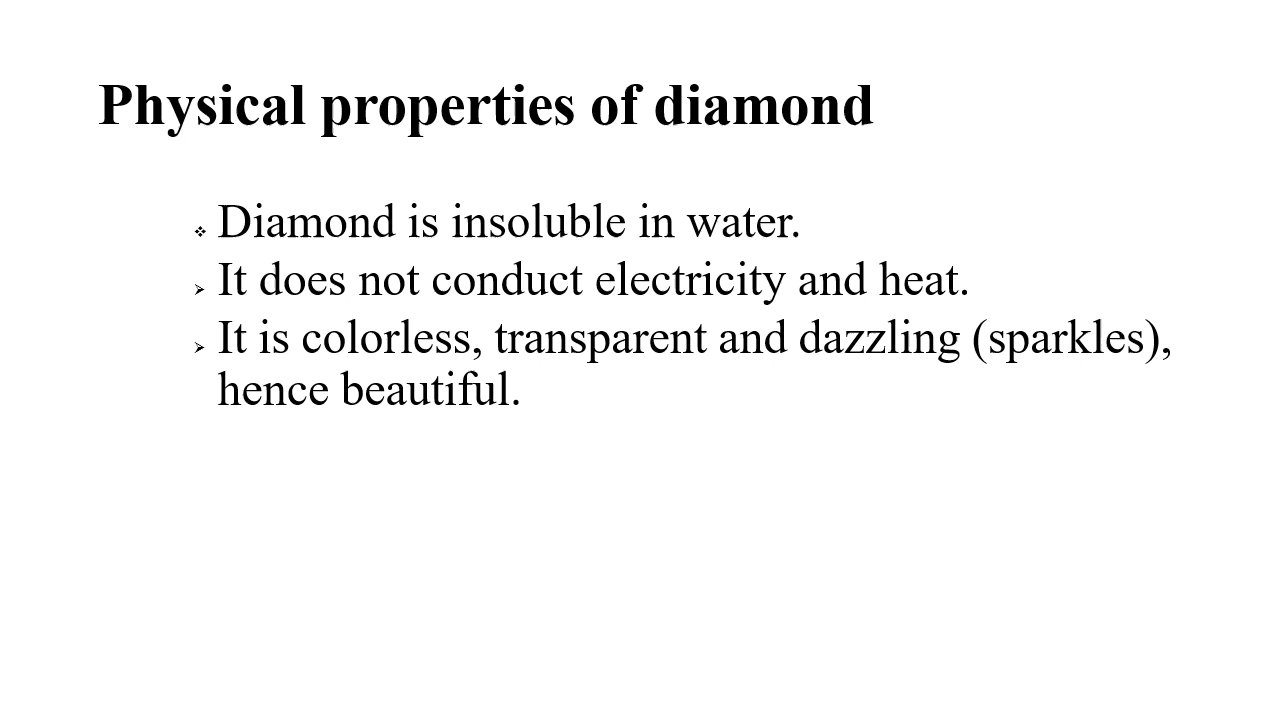 Physical properties of diamond
❖ Diamond is insoluble in water.
➢ It does not conduct electricity and heat.
➢ It is colorless, transparent and dazzling (sparkles),
hence beautiful.